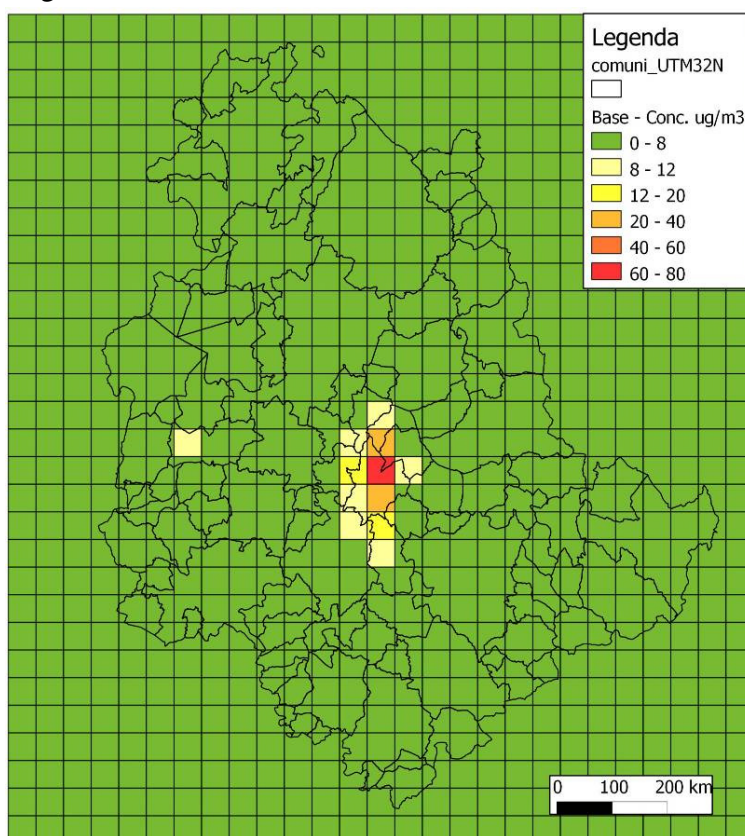 Legenda
comuni_UTM32N
Base - Conc. ug/m3
0 - 8
8 - 12
12 - 20
20 - 40
40 - 60
60 - 80
0 100 200 km